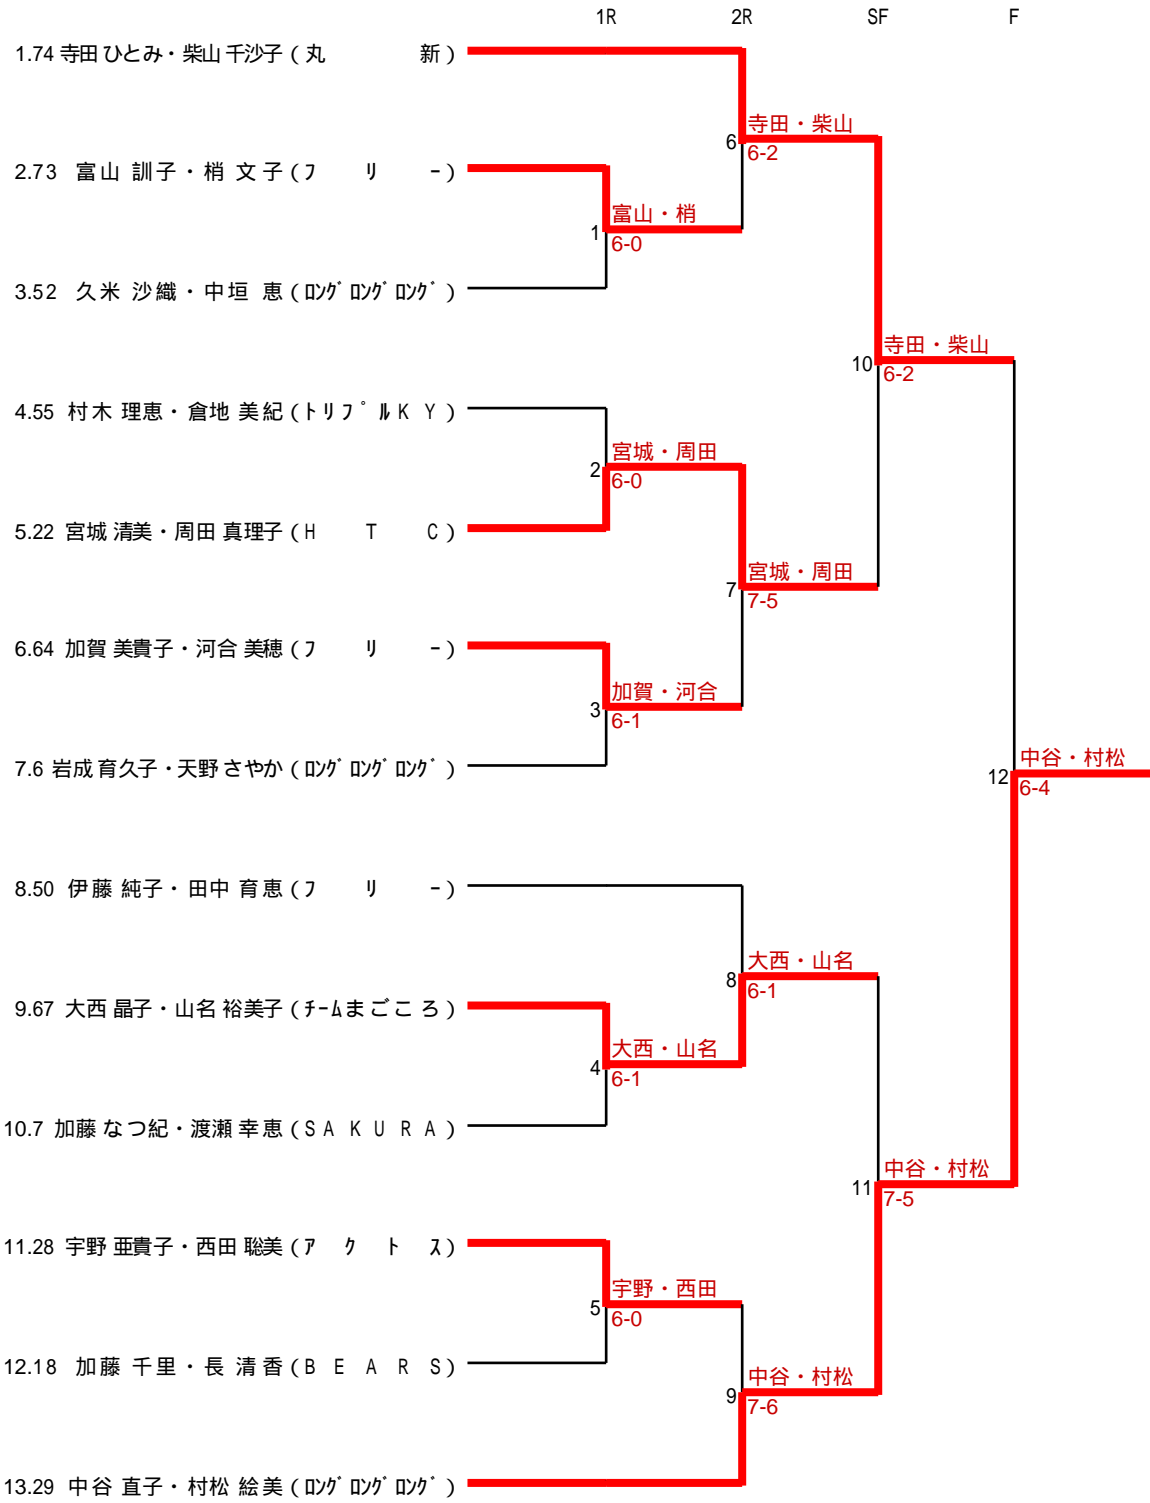 1R 2R SF F
1.74 寺田 ひとみ・柴山 千沙子 (丸 新)
寺田・柴山
6
6-2
2.73 富山 訓子・梢 文子 (フ リ ー)
富山・梢
1
6-0
3.52 久米 沙織・中垣 恵 (ロング ロング ロング)
寺田・柴山
10
6-2
4.55 村木 理恵・倉地 美紀 (トリプルKY)
宮城・周田
2
6-0
5.22 宮城 清美・周田 真理子 (H T C)
宮城・周田
7
7-5
6.64 加賀 美貴子・河合 美穂 (フ リ ー)
加賀・河合
3
6-1
7.6 岩成 育久子・天野 さやか (ロング ロング ロング)
中谷・村松
12
6-4
8.50 伊藤 純子・田中 育恵 (フ リ ー)
大西・山名
8
6-1
9.67 大西 晶子・山名 裕美子 (チームまごころ)
大西・山名
4
6-1
10.7 加藤 なつ紀・渡瀬 幸恵 (S A K U R A)
中谷・村松
11
7-5
11.28 宇野 亜貴子・西田 聡美 (ア ク ト ス)
宇野・西田
5
6-0
12.18 加藤 千里・長 清香 (B E A R S)
中谷・村松
9
7-6
13.29 中谷 直子・村松 絵美 (ロング ロング ロング)